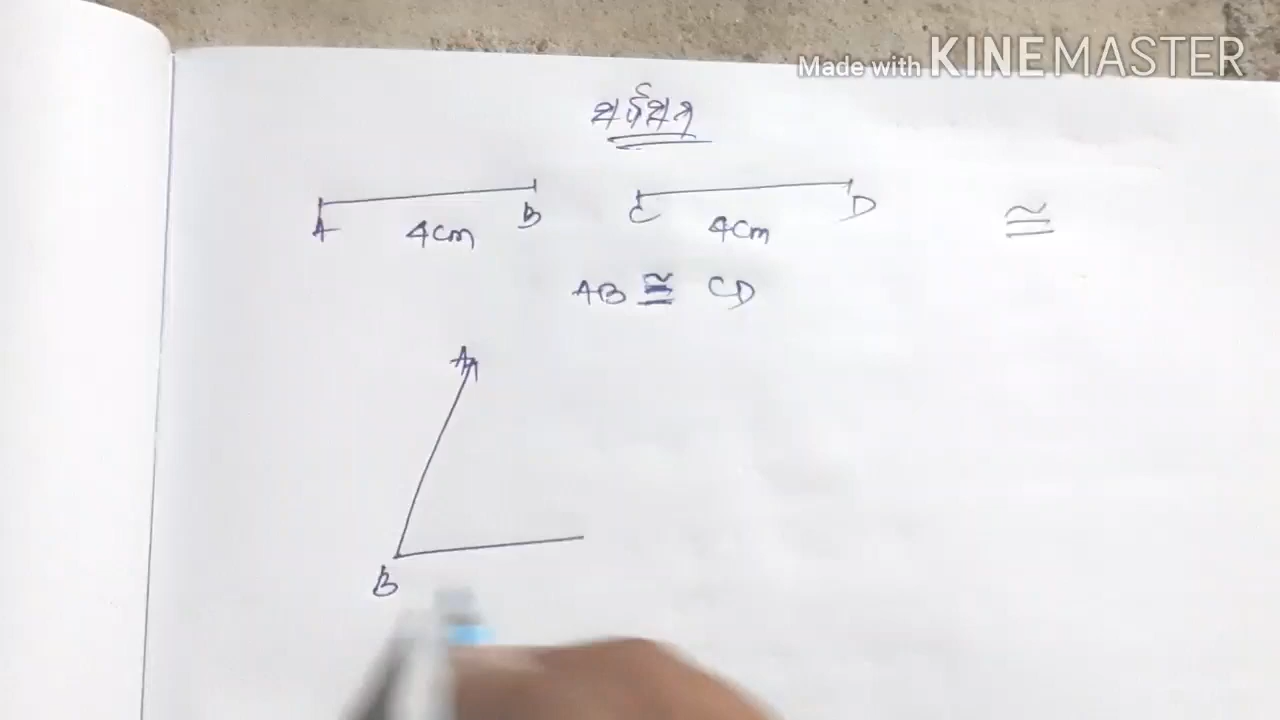 Made with KINEMASTER
A B C D ≅
4cm 4cm
AB ≅ CD
A
B